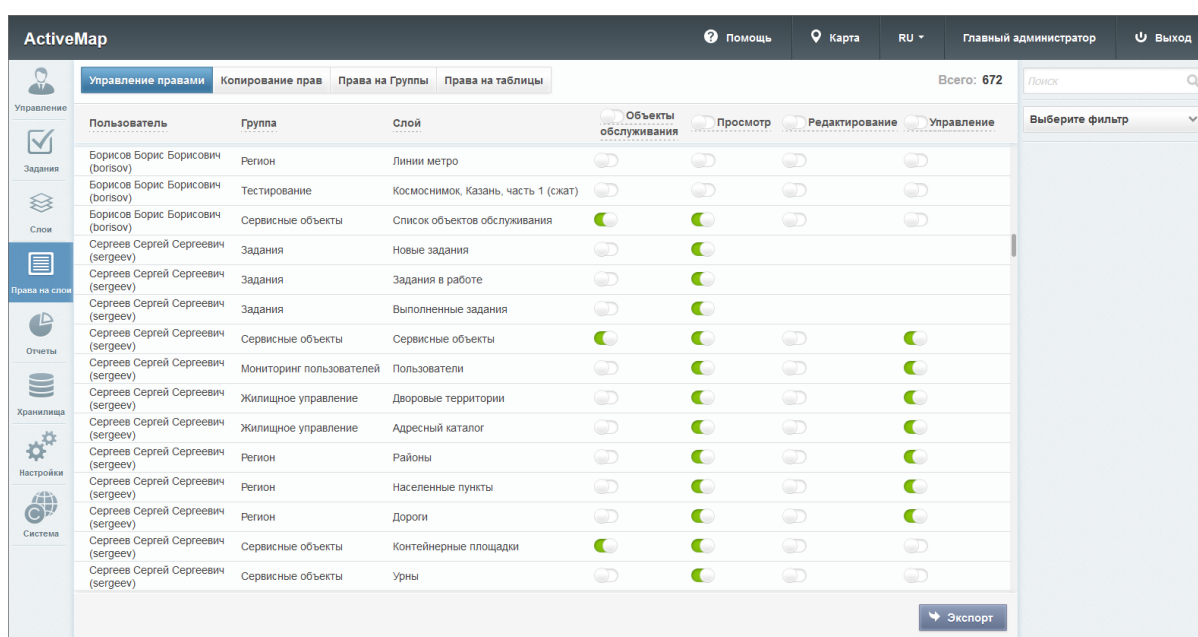 ActiveMap Помощь Карта RU Главный администратор Выход
Управление правами Копирование прав Права на Группы Права на таблицы Всего: 672 Поиск
Управление
Задания
Слои
Права на слои
Отчеты
Хранилища
Настройки
Система
Выберите фильтр
Пользователь Группа Слой Объекты обслуживания Просмотр Редактирование Управление
Борисов Борис Борисович (borisov) Регион Линии метро
Борисов Борис Борисович (borisov) Тестирование Космоснимок, Казань, часть 1 (сжат)
Борисов Борис Борисович (borisov) Сервисные объекты Список объектов обслуживания
Сергеев Сергей Сергеевич (sergeev) Задания Новые задания
Сергеев Сергей Сергеевич (sergeev) Задания Задания в работе
Сергеев Сергей Сергеевич (sergeev) Задания Выполненные задания
Сергеев Сергей Сергеевич (sergeev) Сервисные объекты Сервисные объекты
Сергеев Сергей Сергеевич (sergeev) Мониторинг пользователей Пользователи
Сергеев Сергей Сергеевич (sergeev) Жилищное управление Дворовые территории
Сергеев Сергей Сергеевич (sergeev) Жилищное управление Адресный каталог
Сергеев Сергей Сергеевич (sergeev) Регион Районы
Сергеев Сергей Сергеевич (sergeev) Регион Населенные пункты
Сергеев Сергей Сергеевич (sergeev) Регион Дороги
Сергеев Сергей Сергеевич (sergeev) Сервисные объекты Контейнерные площадки
Сергеев Сергей Сергеевич (sergeev) Сервисные объекты Урны
Экспорт